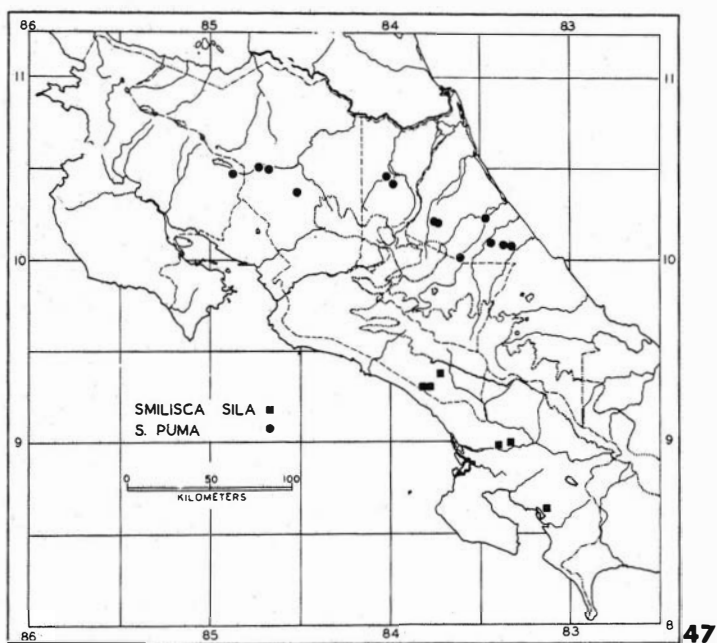 86 85 84 83
11 11
10 10
SMILISCA SILA ■
S. PUMA ●
9 9
0 50 100
KILOMETERS
8
86 85 84 83
47